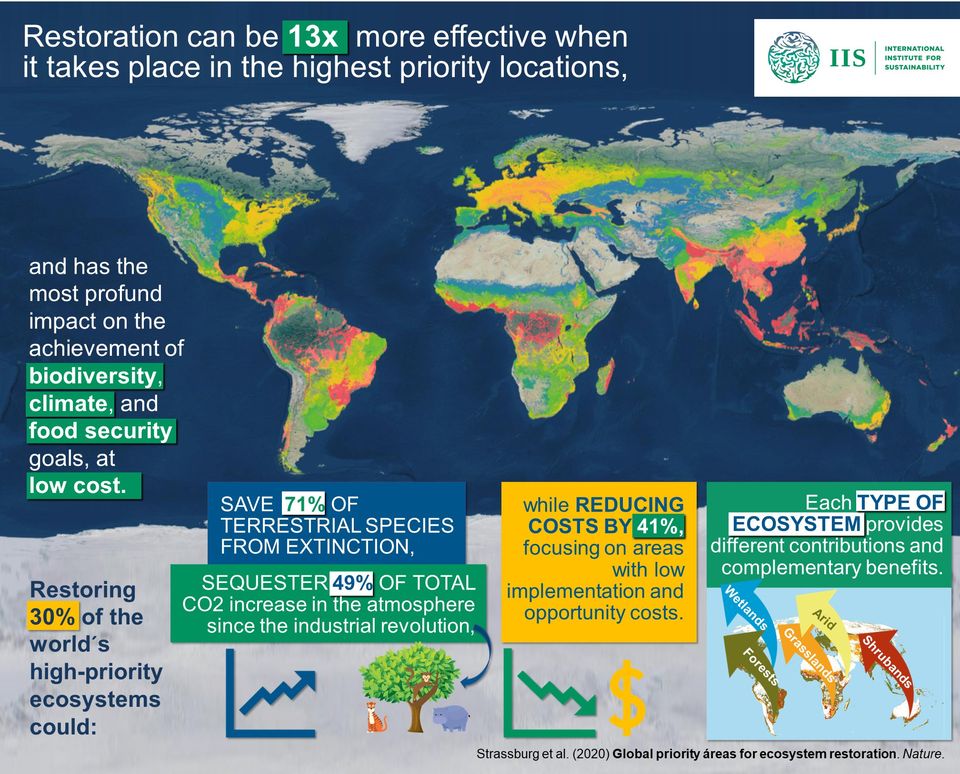 Restoration can be 13x more effective when
it takes place in the highest priority locations,
IIS
INTERNATIONAL
INSTITUTE FOR
SUSTAINABILITY
and has the
most profund
impact on the
achievement of
biodiversity,
climate, and
food security
goals, at
low cost.
Restoring
30% of the
world´s
high-priority
ecosystems
could:
SAVE 71% OF
TERRESTRIAL SPECIES
FROM EXTINCTION,
SEQUESTER 49% OF TOTAL
CO2 increase in the atmosphere
since the industrial revolution,
while REDUCING
COSTS BY 41%,
focusing on areas
with low
implementation and
opportunity costs.
$
Each TYPE OF
ECOSYSTEM provides
different contributions and
complementary benefits.
Wetlands
Arid
Forests
Grasslands
Shrubands
Strassburg et al. (2020) Global priority áreas for ecosystem restoration. Nature.